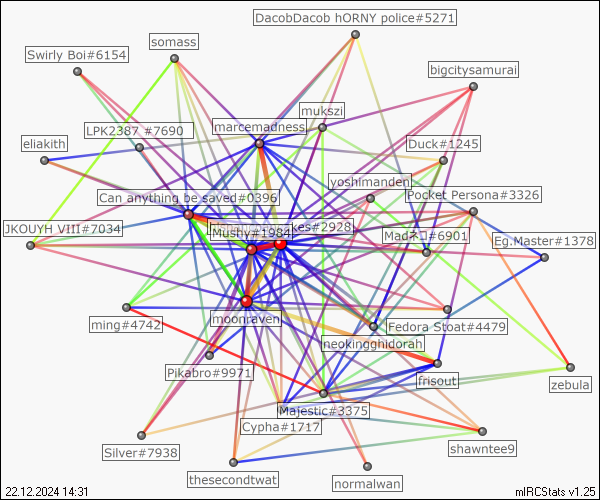 DacobDacob hORNY police#5271
somass
Swirly Boi#6154
bigcitysamurai
mukszi
LPK2387 #7690
marcemadness
Duck#1245
eliakith
yoshimanden
Can anything be saved#0396
Pocket Persona#3326
JKOUYH VIII#7034
kes#2928
Mushy#1984
Madネコ#6901
Eg.Master#1378
moonraven
ming#4742
Fedora Stoat#4479
neokingghidorah
Pikabro#9971
frisout
zebula
Majestic#3375
Cypha#1717
Silver#7938
shawntee9
thesecondtwat
normalwan
22.12.2024 14:31
mIRCStats v1.25